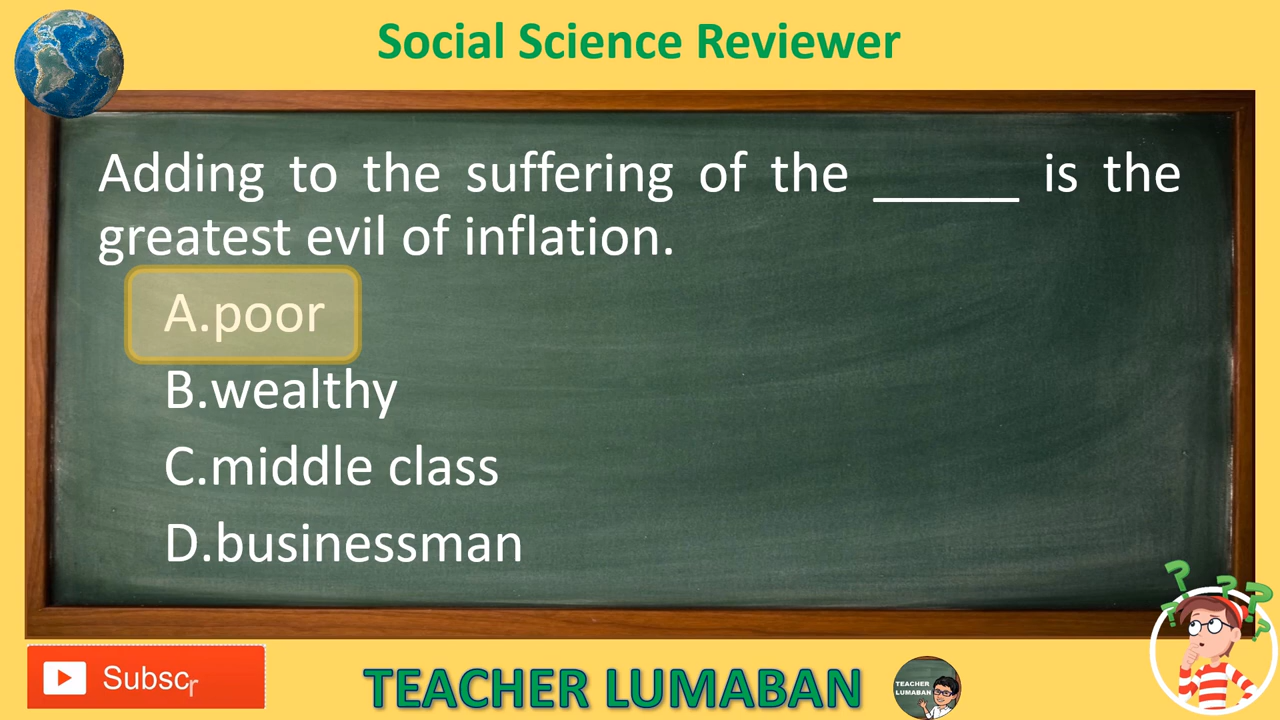 Social Science Reviewer
Adding to the suffering of the ______ is the
greatest evil of inflation.
A.poor
B.wealthy
C.middle class
D.businessman
Subscr
TEACHER LUMABAN
TEACHER
LUMABAN